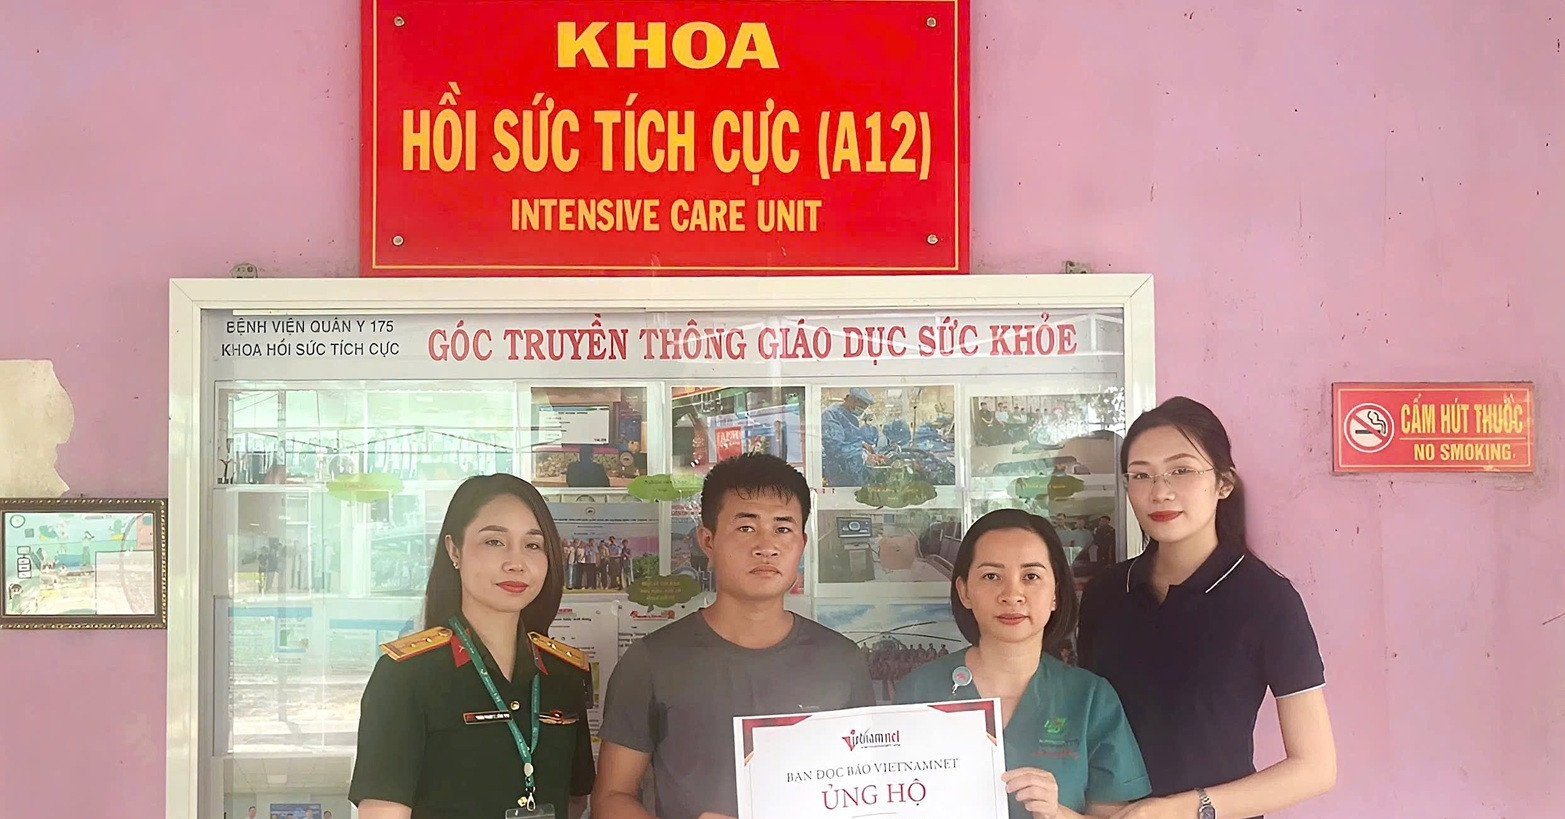 KHOA
HỒI SỨC TÍCH CỰC (A12)
INTENSIVE CARE UNIT
BỆNH VIỆN QUÂN Y 175
KHOA HỒI SỨC TÍCH CỰC
GÓC TRUYỀN THÔNG GIÁO DỤC SỨC KHỎE
CẤM HÚT THUỐC
NO SMOKING
vietnamnet
BẠN ĐỌC BÁO VIETNAMNET
ỦNG HỘ